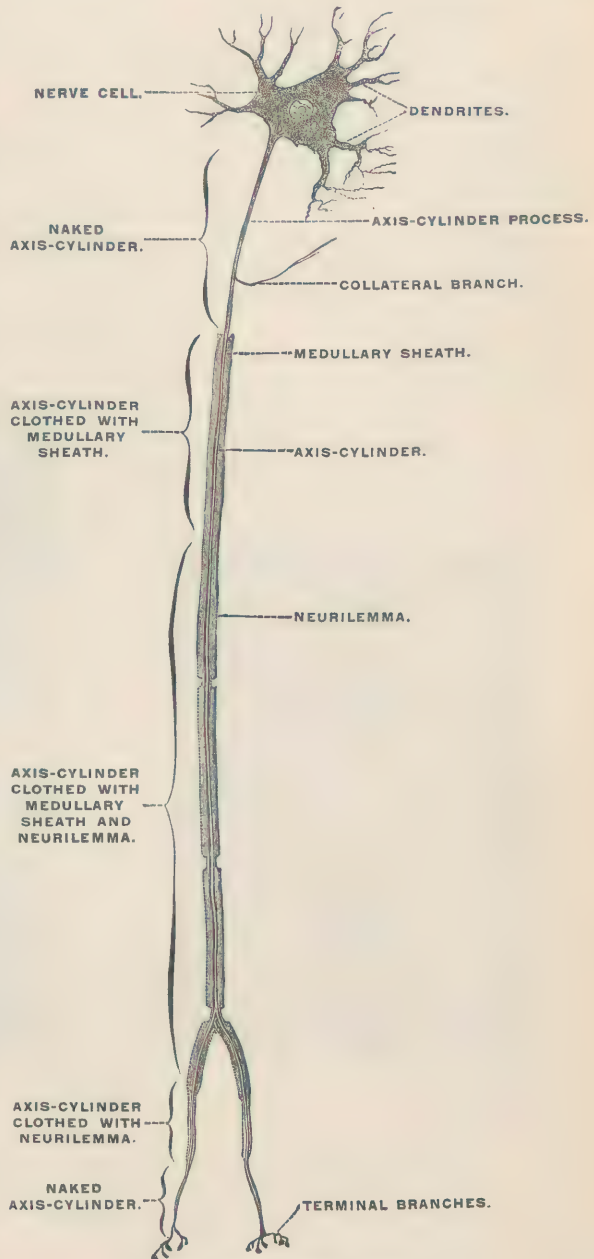 NERVE CELL.
DENDRITES.
AXIS-CYLINDER PROCESS.
NAKED
AXIS-CYLINDER.
COLLATERAL BRANCH.
MEDULLARY SHEATH.
AXIS-CYLINDER
CLOTHED WITH
MEDULLARY
SHEATH.
AXIS-CYLINDER.
NEURILEMMA.
AXIS-CYLINDER
CLOTHED WITH
MEDULLARY
SHEATH AND
NEURILEMMA.
AXIS-CYLINDER
CLOTHED WITH
NEURILEMMA.
NAKED
AXIS-CYLINDER.
TERMINAL BRANCHES.